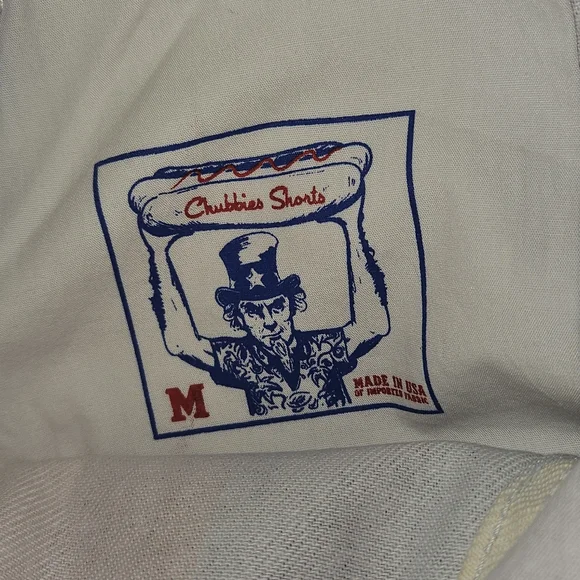 Chubbies Shorts
M
MADE IN USA
OF IMPORTED FABRIC